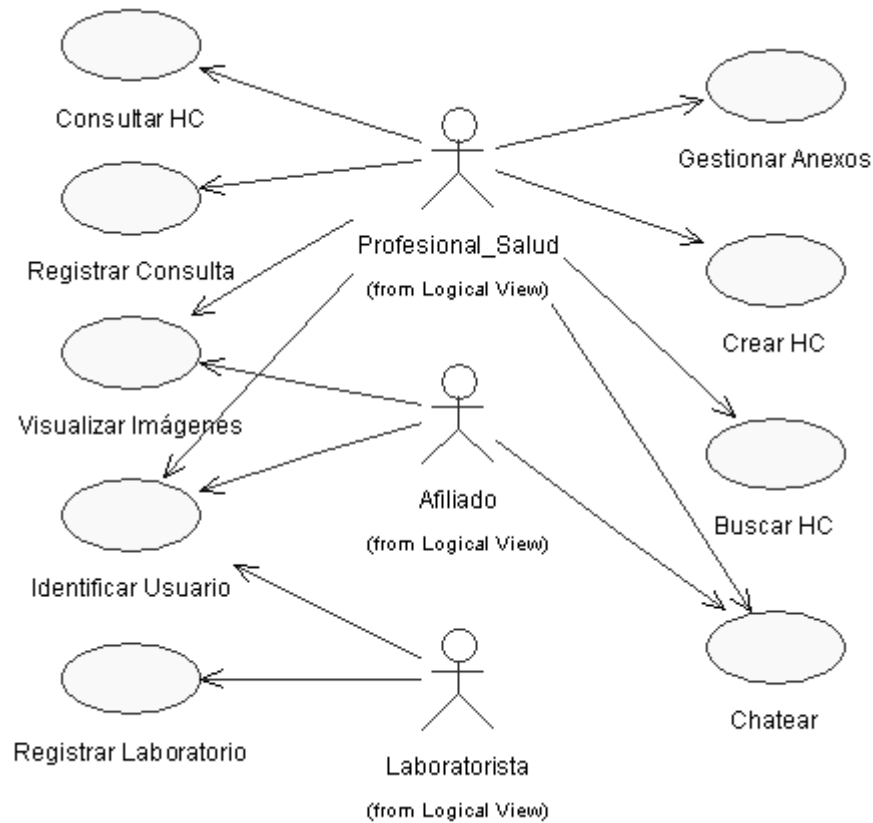 Consultar HC
Gestionar Anexos
Profesional_Salud
(from Logical View)
Registrar Consulta
Crear HC
Visualizar Imágenes
Afiliado
(from Logical View)
Buscar HC
Identificar Usuario
Chatear
Registrar Laboratorio
Laboratorista
(from Logical View)